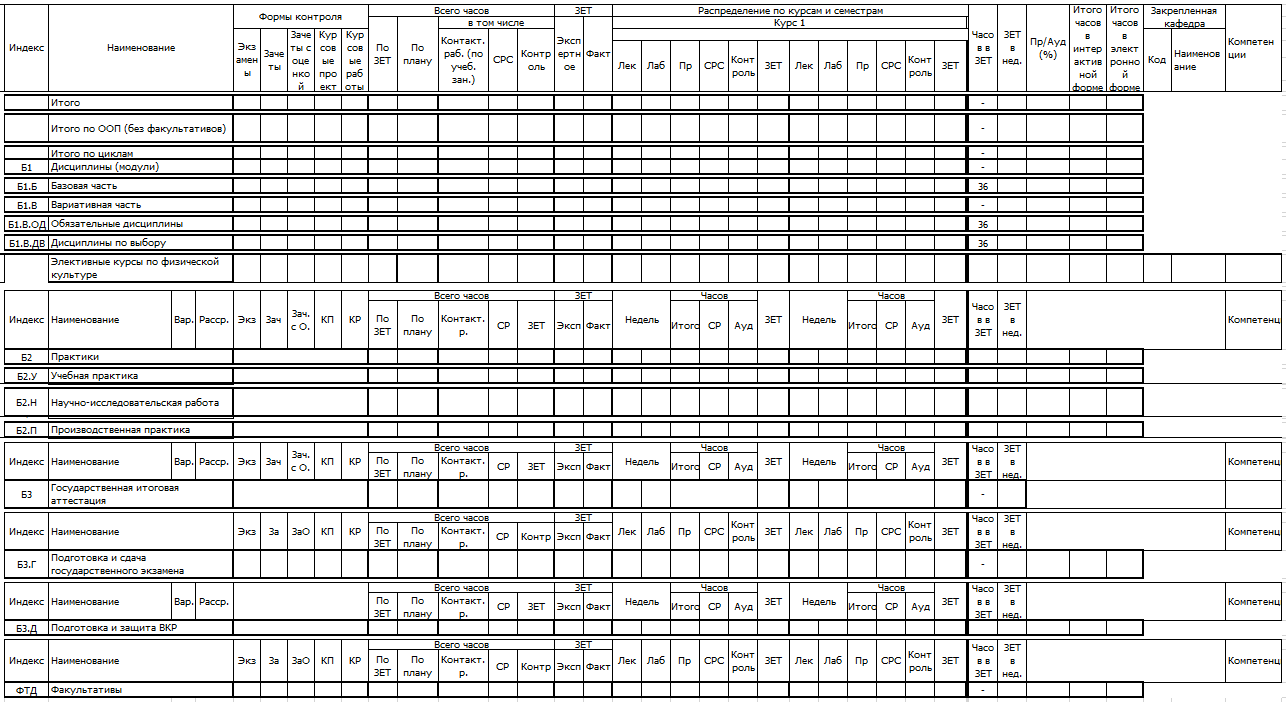 Индекс Наименование Формы контроля Всего часов ЗЕТ Распределение по курсам и семестрам Часов в ЗЕТ ЗЕТ в нед. Пр/Ауд (%) Итого часов в интерактивной форме Итого часов в электронной форме Закрепленная кафедра Компетенции
в том числе Курс 1
Экзамены Зачеты Зачеты с оценкой Курсовые проекты Курсовые работы По ЗЕТ По плану Контакт. раб. (по учеб. зан.) СРС Контроль Экспертное Факт Лек Лаб Пр СРС Контроль ЗЕТ Лек Лаб Пр СРС Контроль ЗЕТ Код Наименование
Итого -
Итого по ООП (без факультативов) -
Итого по циклам -
Б1 Дисциплины (модули) -
Б1.Б Базовая часть 36
Б1.В Вариативная часть -
Б1.В.ОД Обязательные дисциплины 36
Б1.В.ДВ Дисциплины по выбору 36
Элективные курсы по физической
культуре
Всего часов ЗЕТ Часов Часов
Индекс Наименование Вар. Расср. Экз Зач Зач. с О. КП КР По ЗЕТ По плану Контакт. р. СР ЗЕТ Эксп Факт Недель Итого СР Ауд ЗЕТ Недель Итого СР Ауд ЗЕТ Часов в ЗЕТ ЗЕТ в нед. Компетенц
Б2 Практики
Б2.У Учебная практика
Б2.Н Научно-исследовательская работа
Б2.П Производственная практика
Всего часов ЗЕТ Часов Часов
Индекс Наименование Вар. Расср. Экз Зач Зач. с О. КП КР По ЗЕТ По плану Контакт. р. СР ЗЕТ Эксп Факт Недель Итого СР Ауд ЗЕТ Недель Итого СР Ауд ЗЕТ Часов в ЗЕТ ЗЕТ в нед. Компетенц
Б3 Государственная итоговая
аттестация -
Всего часов ЗЕТ
Индекс Наименование Экз За ЗаО КП КР По ЗЕТ По плану Контакт. р. СР Контр Эксп Факт Лек Лаб Пр СРС Контроль ЗЕТ Лек Лаб Пр СРС Контроль ЗЕТ Часов в ЗЕТ ЗЕТ в нед. Компетенц
Б3.Г Подготовка и сдача
государственного экзамена -
Всего часов ЗЕТ Часов Часов
Индекс Наименование Вар. Расср. По ЗЕТ По плану Контакт. р. СР ЗЕТ Эксп Факт Недель Итого СР Ауд ЗЕТ Недель Итого СР Ауд ЗЕТ Часов в ЗЕТ ЗЕТ в нед. Компетенц
Б3.Д Подготовка и защита ВКР
Всего часов ЗЕТ
Индекс Наименование Экз За ЗаО КП КР По ЗЕТ По плану Контакт. р. СР Контр Эксп Факт Лек Лаб Пр СРС Контроль ЗЕТ Лек Лаб Пр СРС Контроль ЗЕТ Часов в ЗЕТ ЗЕТ в нед. Компетенц
ФТД Факультативы -